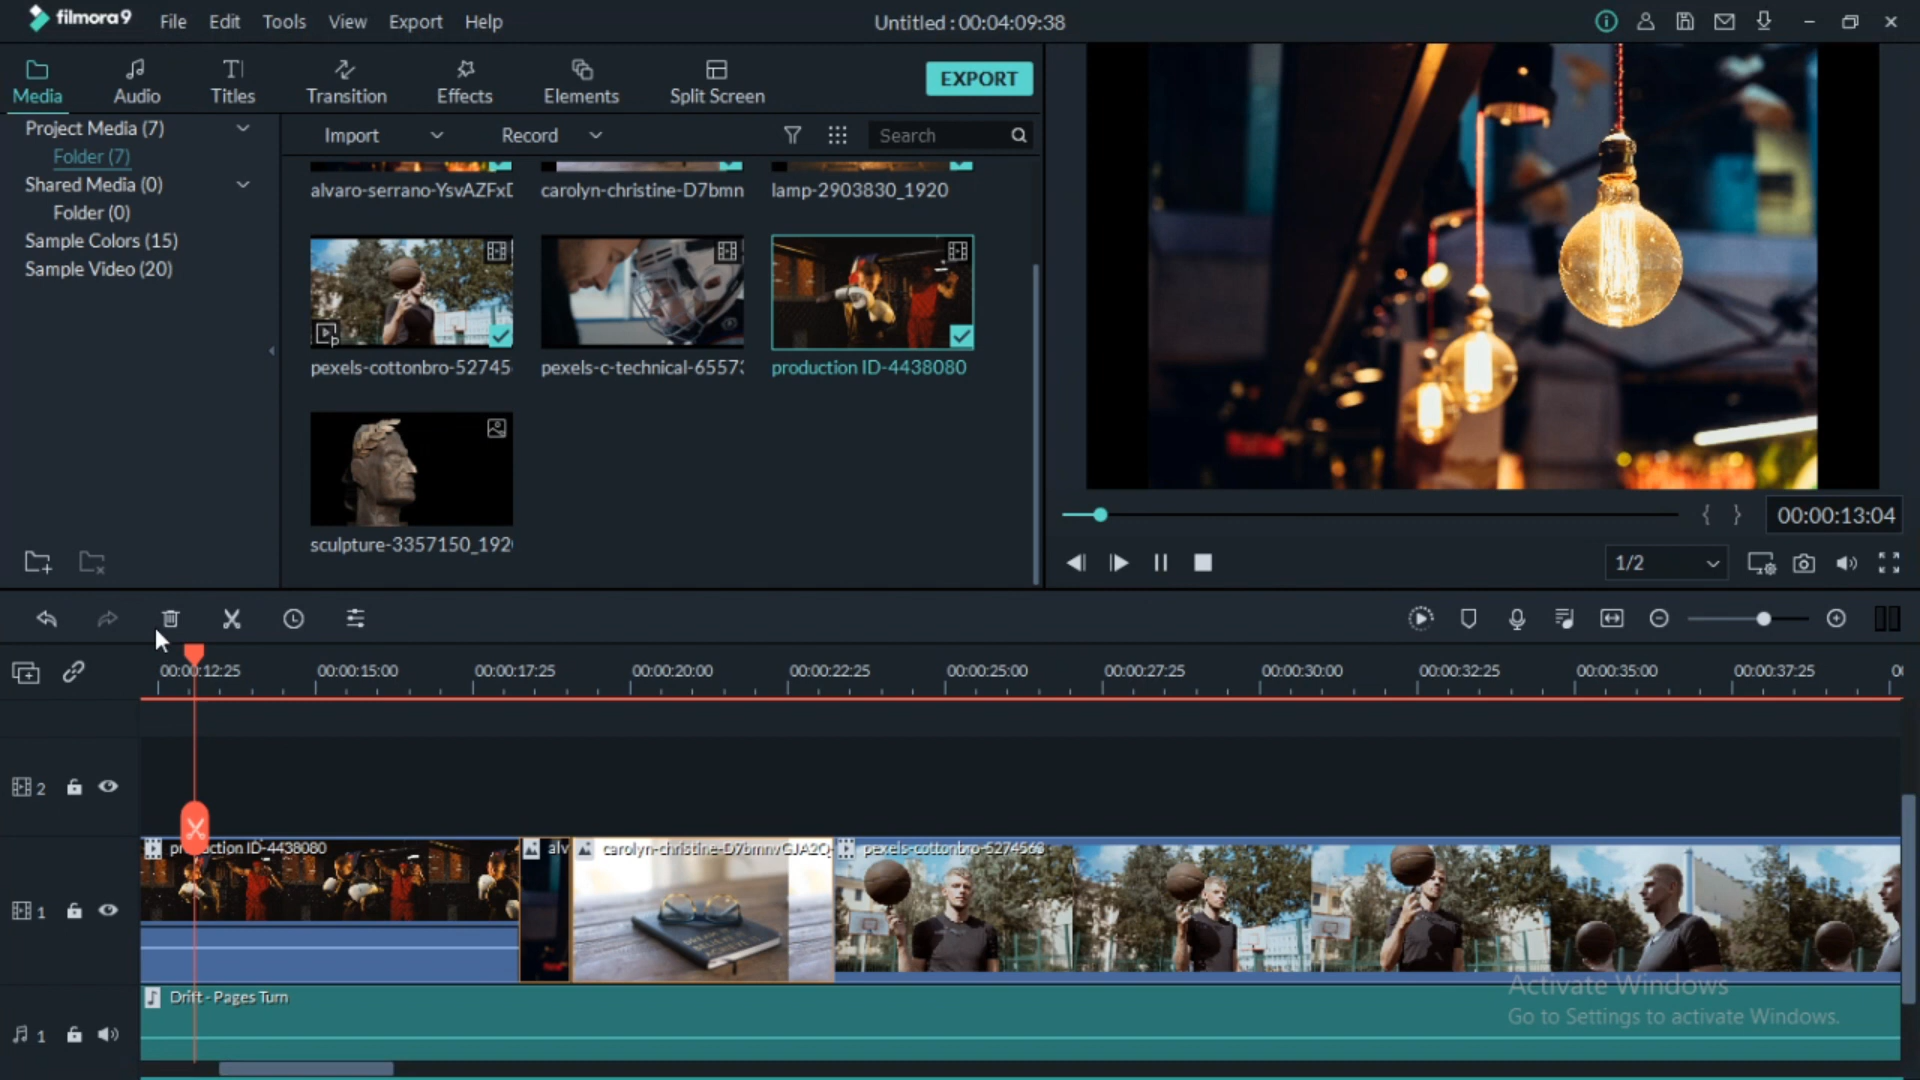 filmora9 File Edit Tools View Export Help Untitled : 00:04:09:38
Media Audio Titles Transition Effects Elements Split Screen EXPORT
Project Media (7)
Folder (7)
Shared Media (0)
Folder (0)
Sample Colors (15)
Sample Video (20)
Import Record Search
alvaro-serrano-YsvAZFxD carolyn-christine-D7bmn lamp-2903830_1920
pexels-cottonbro-52745 pexels-c-technical-6557 production ID-4438080
sculpture-3357150_192
{ } 00:00:13:04
1/2
00:00:12:25 00:00:15:00 00:00:17:25 00:00:20:00 00:00:22:25 00:00:25:00 00:00:27:25 00:00:30:00 00:00:32:25 00:00:35:00 00:00:37:25
2
production ID-4438080 alv carolyn-christine-D7bmnvGJA2Q- pexels-cottonbro-5274563
1
Activate Windows
Go to Settings to activate Windows.
Drift - Pages Turn
1